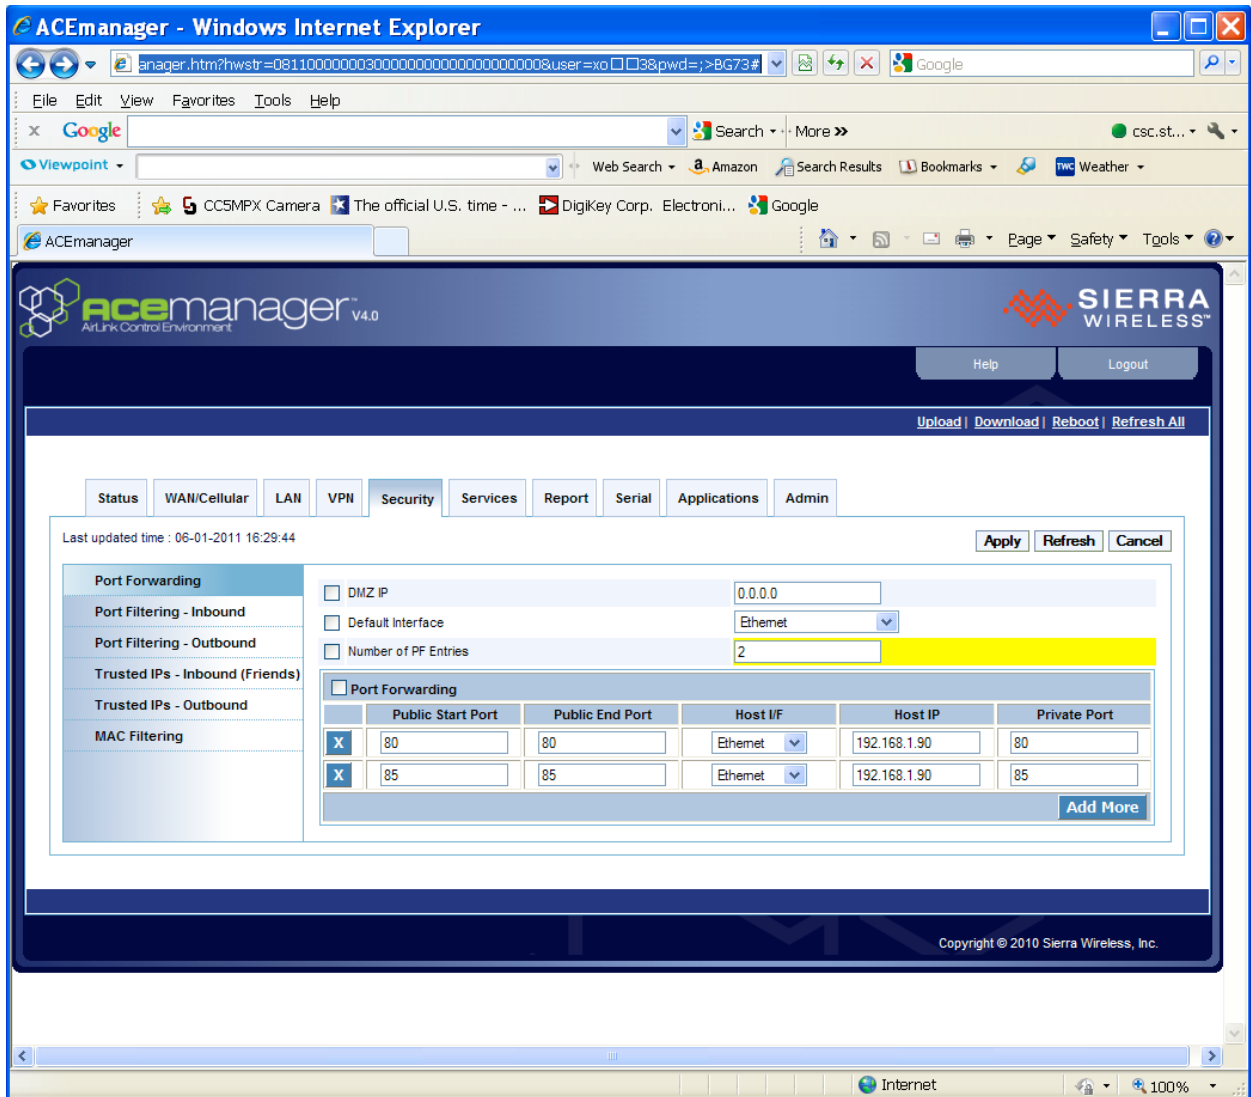 ACEmanager - Windows Internet Explorer
anager.htm?hwstr=08110000000300000000000000000000&user=xo□□3&pwd=;>BG73#
Google
File Edit View Favorites Tools Help
x Google Search More >> csc.st...
Viewpoint Web Search Amazon Search Results Bookmarks TWC Weather
Favorites CC5MPX Camera The official U.S. time - ... DigiKey Corp. Electroni... Google
ACEmanager Page Safety Tools
acemanager™ V4.0
AirLink Control Environment
SIERRA
WIRELESS™
Help Logout
Upload | Download | Reboot | Refresh All
Status WAN/Cellular LAN VPN Security Services Report Serial Applications Admin
Last updated time : 06-01-2011 16:29:44
Apply Refresh Cancel
Port Forwarding
Port Filtering - Inbound
Port Filtering - Outbound
Trusted IPs - Inbound (Friends)
Trusted IPs - Outbound
MAC Filtering
DMZ IP 0.0.0.0
Default Interface Ethernet
Number of PF Entries 2
Port Forwarding
Public Start Port Public End Port Host I/F Host IP Private Port
X 80 80 Ethernet 192.168.1.90 80
X 85 85 Ethernet 192.168.1.90 85
Add More
Copyright © 2010 Sierra Wireless, Inc.
Internet 100%